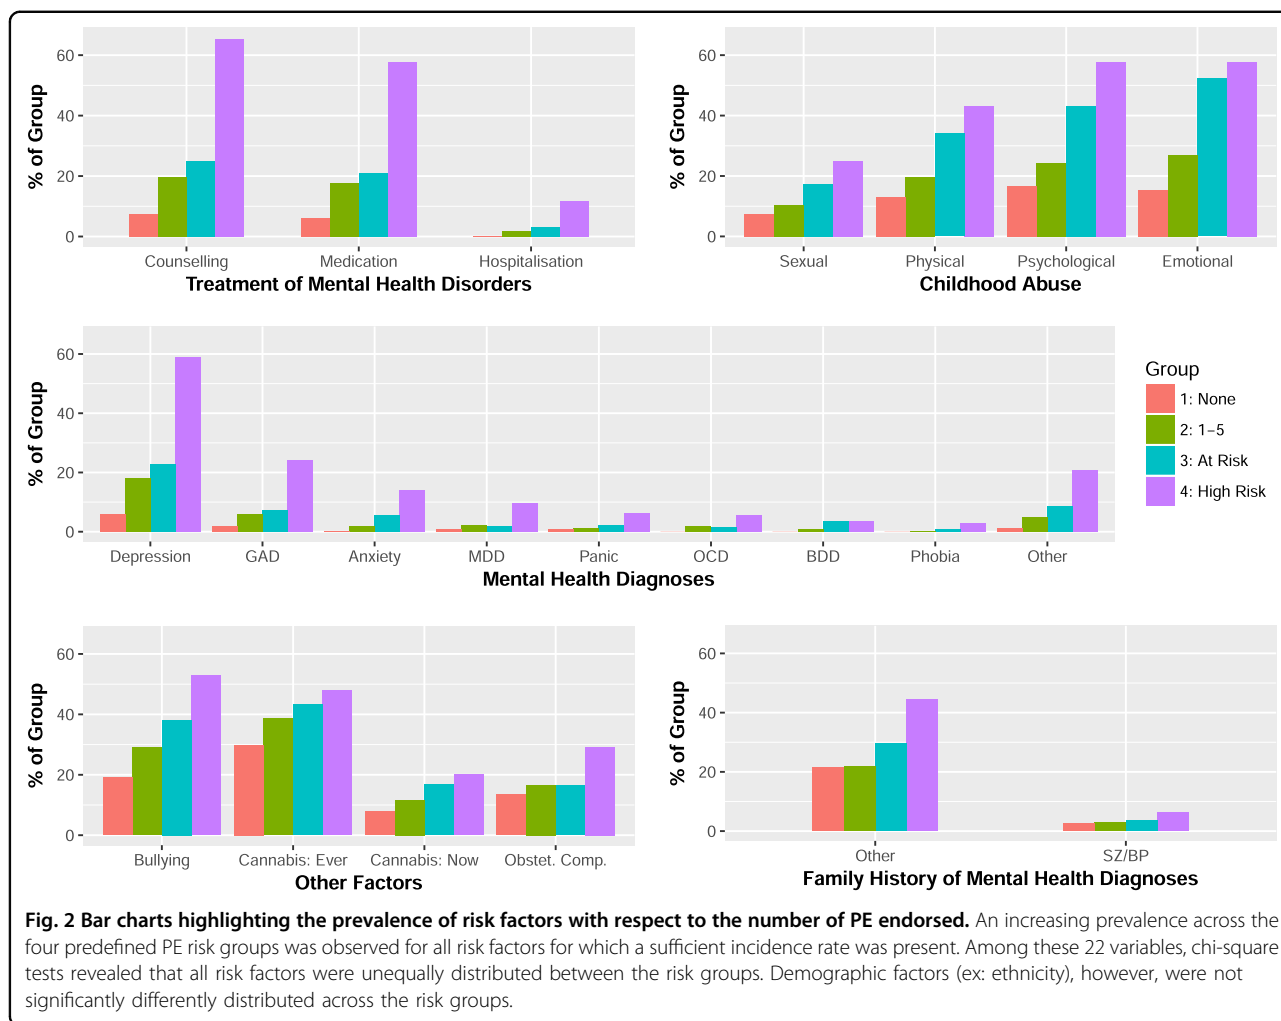 % of Group
60
40
20
0
Counselling Medication Hospitalisation
Treatment of Mental Health Disorders
% of Group
60
40
20
0
Sexual Physical Psychological Emotional
Childhood Abuse
% of Group
60
40
20
0
Depression GAD Anxiety MDD Panic OCD BDD Phobia Other
Mental Health Diagnoses
Group
1: None
2: 1–5
3: At Risk
4: High Risk
% of Group
60
40
20
0
Bullying Cannabis: Ever Cannabis: Now Obstet. Comp.
Other Factors
% of Group
60
40
20
0
Other SZ/BP
Family History of Mental Health Diagnoses
Fig. 2 Bar charts highlighting the prevalence of risk factors with respect to the number of PE endorsed. An increasing prevalence across the
four predefined PE risk groups was observed for all risk factors for which a sufficient incidence rate was present. Among these 22 variables, chi-square
tests revealed that all risk factors were unequally distributed between the risk groups. Demographic factors (ex: ethnicity), however, were not
significantly differently distributed across the risk groups.